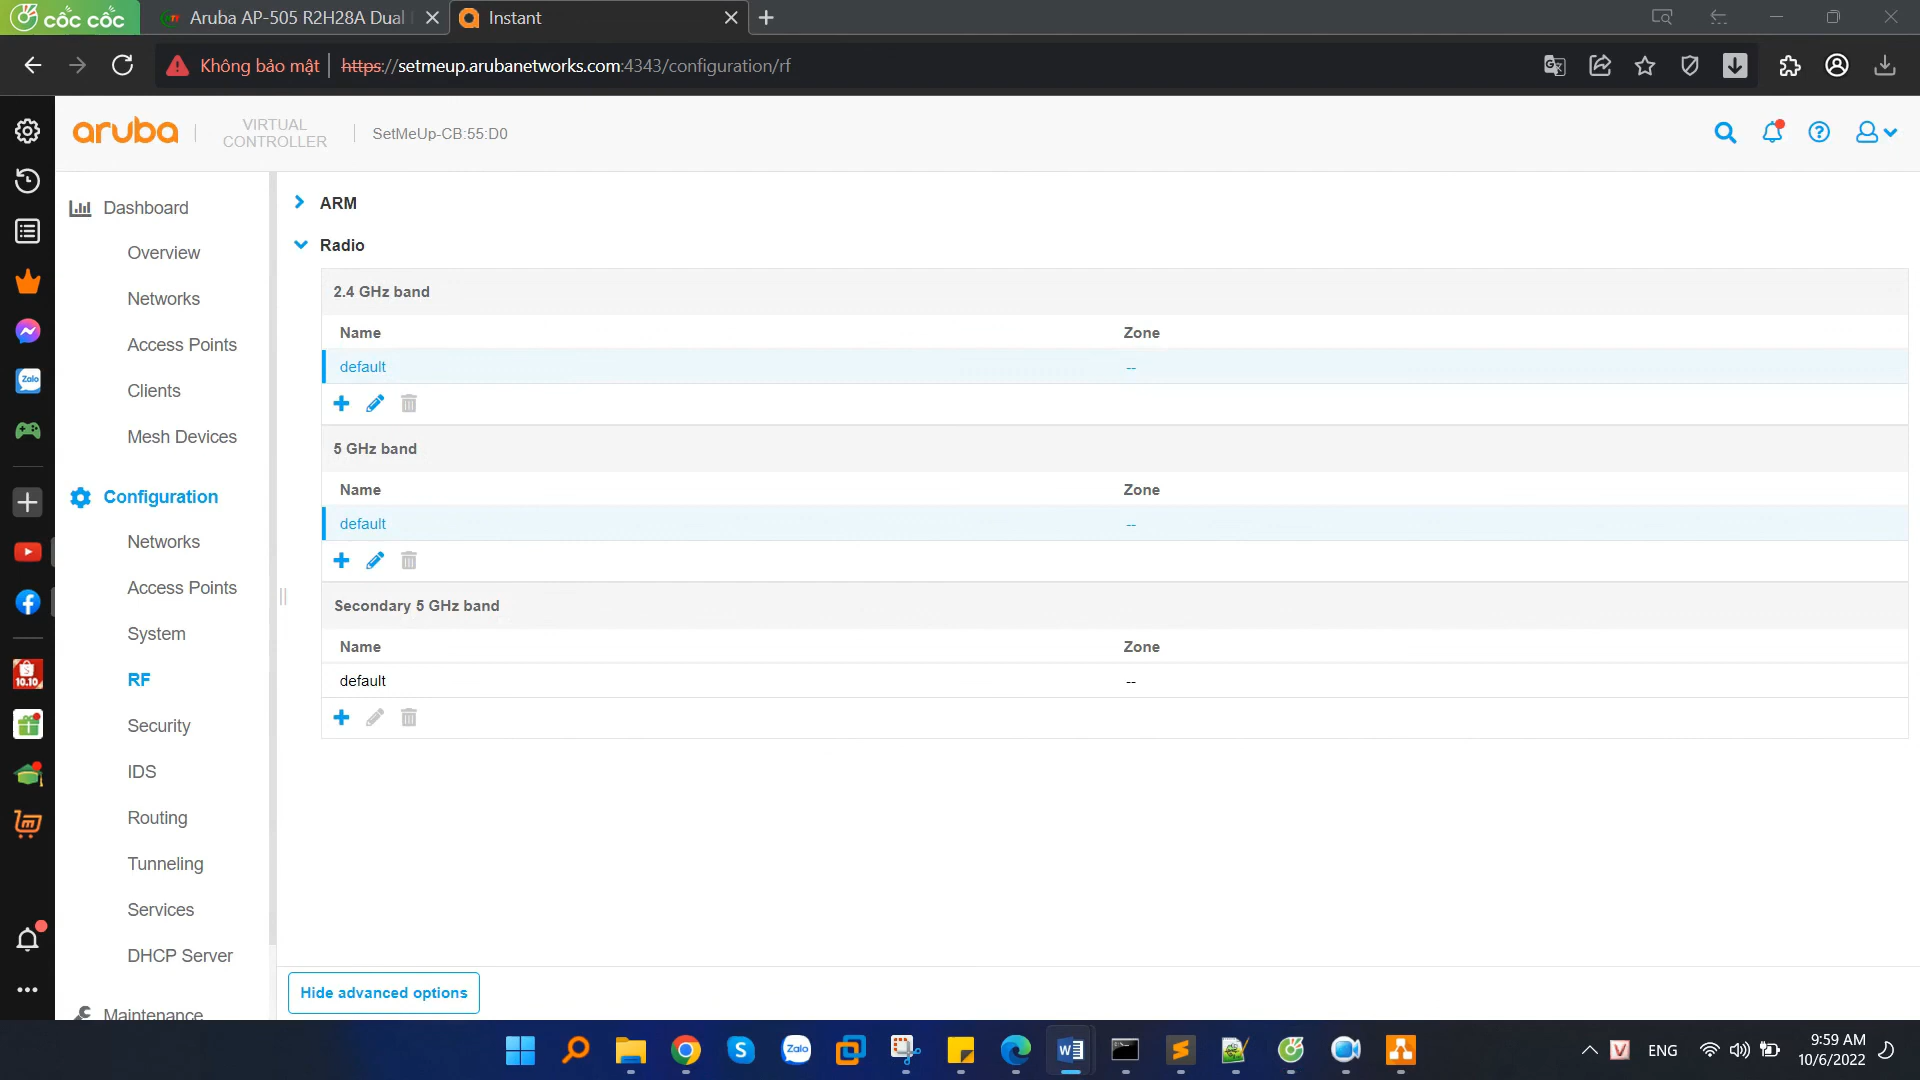 cốc cốc
Aruba AP-505 R2H28A Dual
Instant
Không bảo mật
https://setmeup.arubanetworks.com:4343/configuration/rf
aruba
VIRTUAL
CONTROLLER
SetMeUp-CB:55:D0
Dashboard
Overview
Networks
Access Points
Clients
Mesh Devices
Configuration
Networks
Access Points
System
RF
Security
IDS
Routing
Tunneling
Services
DHCP Server
Maintenance
ARM
Radio
2.4 GHz band
Name Zone
default --
5 GHz band
Name Zone
default --
Secondary 5 GHz band
Name Zone
default --
Hide advanced options
Zalo
10.10
Zalo
ENG
9:59 AM
10/6/2022